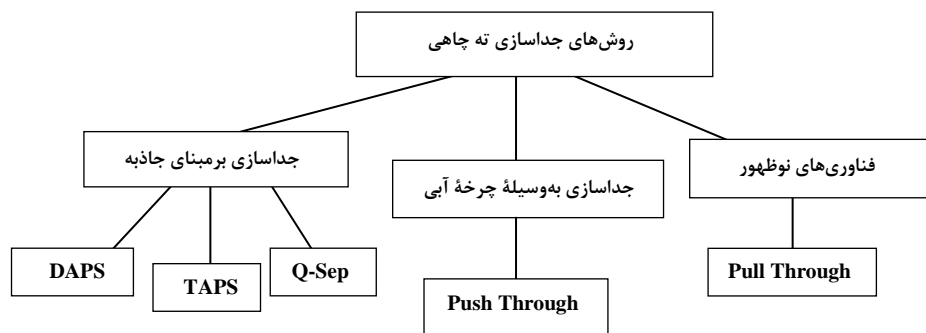 روش‌های جداسازی ته چاهی
فناوری‌های نوظهور
جداسازی به‌وسیلهٔ چرخهٔ آبی
جداسازی برمبنای جاذبه
DAPS
TAPS
Q-Sep
Push Through
Pull Through